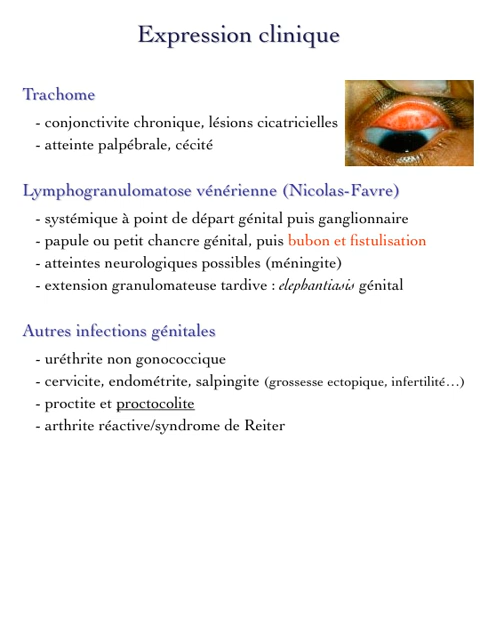 Expression clinique
Trachome
- conjonctivite chronique, lésions cicatricielles
- atteinte palpébrale, cécité
Lymphogranulomatose vénérienne (Nicolas-Favre)
- systémique à point de départ génital puis ganglionnaire
- papule ou petit chancre génital, puis bubon et fistulisation
- atteintes neurologiques possibles (méningite)
- extension granulomateuse tardive : elephantiasis génital
Autres infections génitales
- uréthrite non gonococcique
- cervicite, endométrite, salpingite (grossesse ectopique, infertilité…)
- proctite et proctocolite
- arthrite réactive/syndrome de Reiter